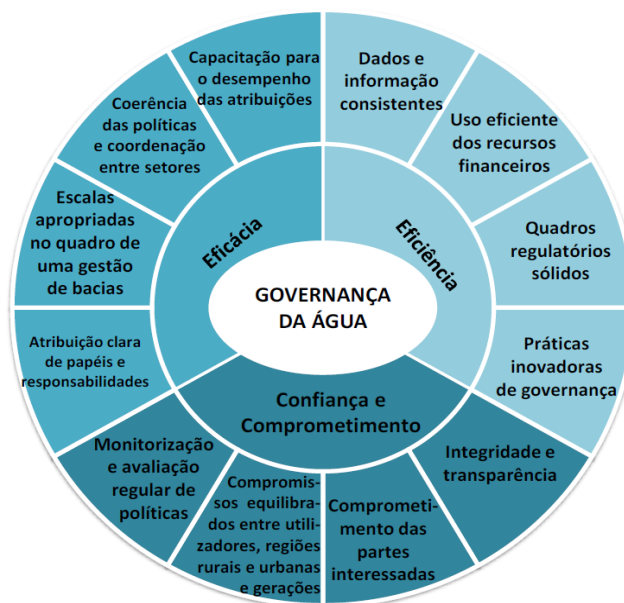 GOVERNANÇA
DA ÁGUA
Eficácia
Eficiência
Confiança e
Comprometimento
Capacitação para
o desempenho
das atribuições
Dados e
informação
consistentes
Uso eficiente
dos recursos
financeiros
Quadros
regulatórios
sólidos
Práticas
inovadoras
de governança
Integridade e
transparência
Comprometi-
mento das
partes
interessadas
Compromis-
sos equilibra-
dos entre utili-
zadores, regiões
rurais e urbanas
e gerações
Monitorização
e avaliação
regular de
políticas
Atribuição clara
de papéis e
responsabilidades
Escalas
apropriadas
no quadro de
uma gestão
de bacias
Coerência
das políticas
e coordenação
entre setores